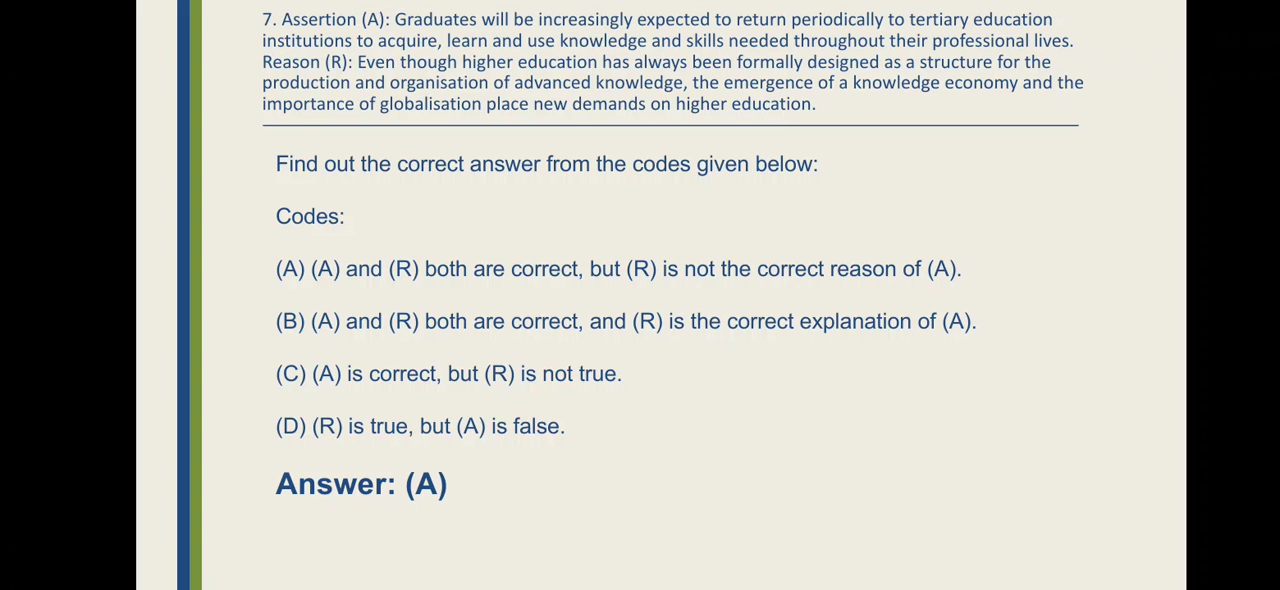 7. Assertion (A): Graduates will be increasingly expected to return periodically to tertiary education
institutions to acquire, learn and use knowledge and skills needed throughout their professional lives.
Reason (R): Even though higher education has always been formally designed as a structure for the
production and organisation of advanced knowledge, the emergence of a knowledge economy and the
importance of globalisation place new demands on higher education.
Find out the correct answer from the codes given below:
Codes:
(A) (A) and (R) both are correct, but (R) is not the correct reason of (A).
(B) (A) and (R) both are correct, and (R) is the correct explanation of (A).
(C) (A) is correct, but (R) is not true.
(D) (R) is true, but (A) is false.
Answer: (A)